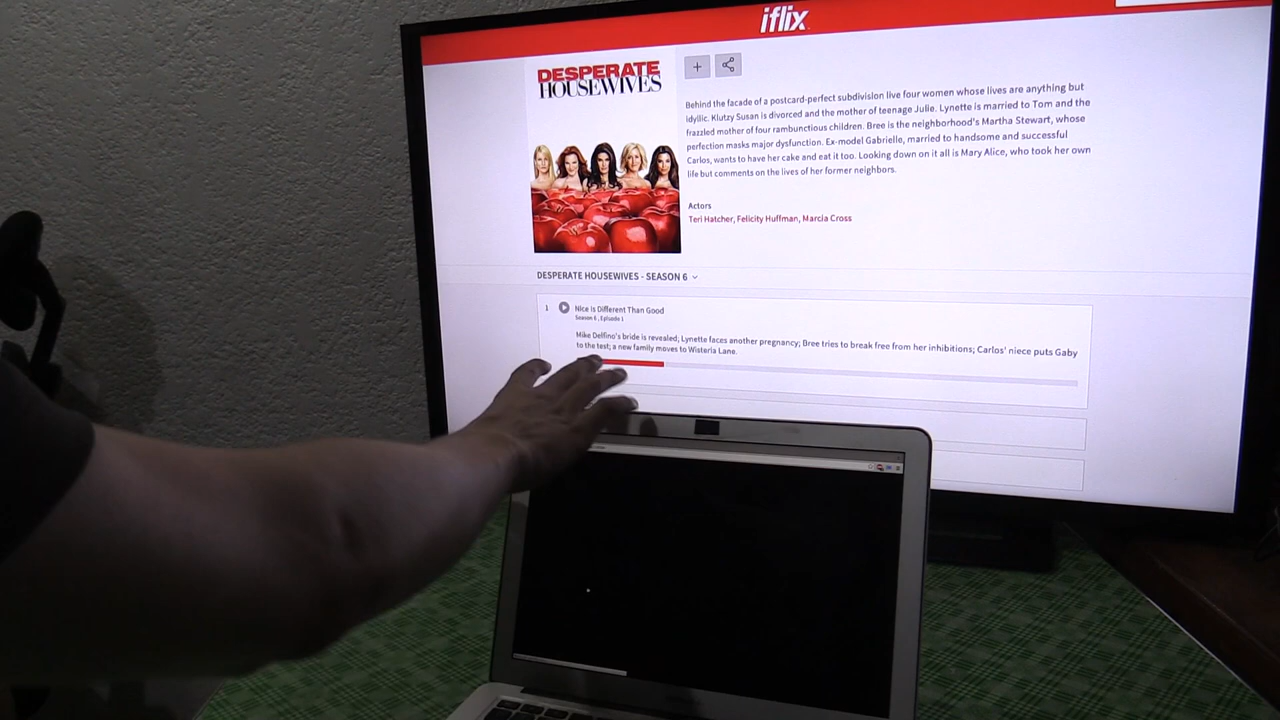 iflix
DESPERATE
HOUSEWIVES
Behind the facade of a postcard-perfect subdivision live four women whose lives are anything but
idyllic. Klutzy Susan is divorced and the mother of teenage Julie. Lynette is married to Tom and the
frazzled mother of four rambunctious children. Bree is the neighborhood's Martha Stewart, whose
perfection masks major dysfunction. Ex-model Gabrielle, married to handsome and successful
Carlos, wants to have her cake and eat it too. Looking down on it all is Mary Alice, who took her own
life but comments on the lives of her former neighbors.
Actors
Teri Hatcher, Felicity Huffman, Marcia Cross
DESPERATE HOUSEWIVES - SEASON 6
1 Nice is Different Than Good
Season 6, Episode 1
Mike Delfino's bride is revealed; Lynette faces another pregnancy; Bree tries to break free from her inhibitions; Carlos' niece puts Gaby
to the test; a new family moves to Wisteria Lane.